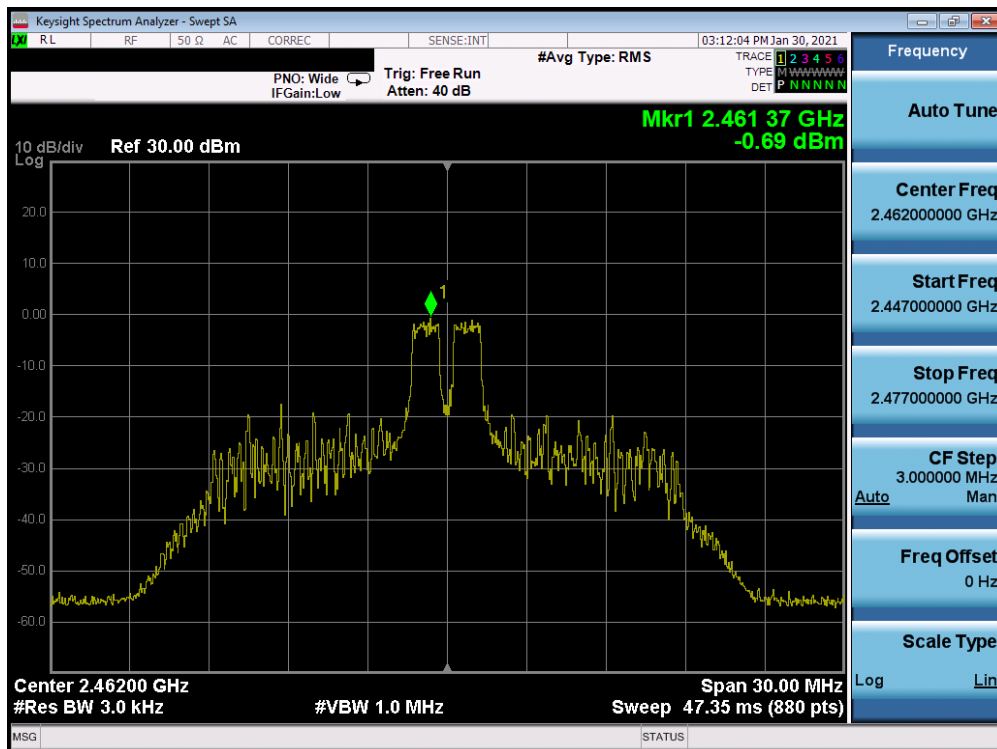 Keysight Spectrum Analyzer - Swept SA
LXI RL RF 50 Ω AC CORREC SENSE:INT 03:12:04 PM Jan 30, 2021
#Avg Type: RMS
PNO: Wide
IFGain:Low
Trig: Free Run
Atten: 40 dB
TRACE 1 2 3 4 5 6
TYPE M WWWWWW
DET P N N N N N
Mkr1 2.461 37 GHz
-0.69 dBm
10 dB/div
Log
Ref 30.00 dBm
20.0
10.0
0.00
-10.0
-20.0
-30.0
-40.0
-50.0
-60.0
1
Center 2.46200 GHz
Span 30.00 MHz
#Res BW 3.0 kHz
#VBW 1.0 MHz
Sweep 47.35 ms (880 pts)
MSG
STATUS
Frequency
Auto Tune
Center Freq
2.462000000 GHz
Start Freq
2.447000000 GHz
Stop Freq
2.477000000 GHz
CF Step
3.000000 MHz
Auto Man
Freq Offset
0 Hz
Scale Type
Log Lin